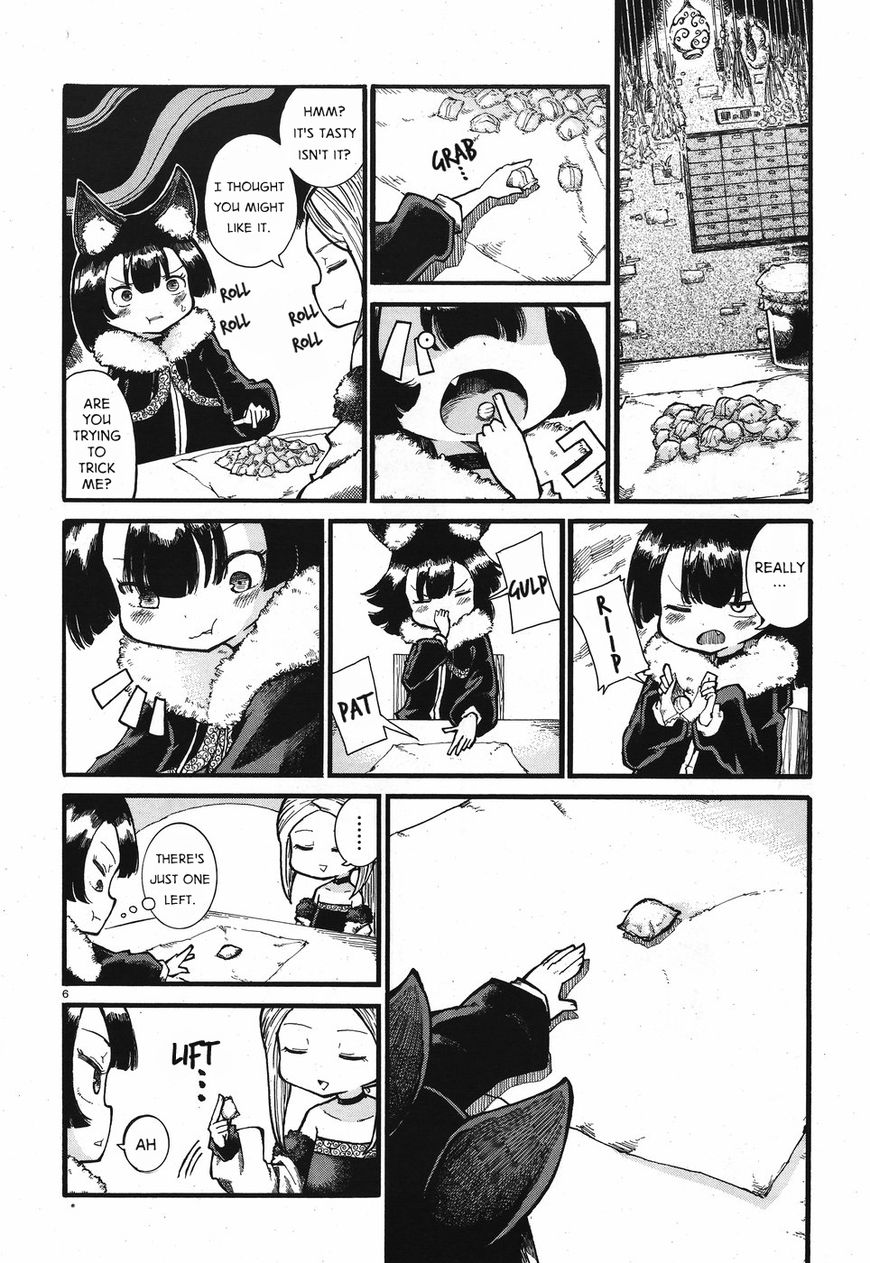 GRAB
...
HMM?
IT'S TASTY
ISN'T IT?
I THOUGHT
YOU MIGHT
LIKE IT.
ROLL
ROLL
ROLL
ROLL
ARE
YOU
TRYING
TO
TRICK
ME?
REALLY
...
RIIP
GULP
PAT
......
THERE'S
JUST ONE
LEFT.
6
LIFT
...
AH